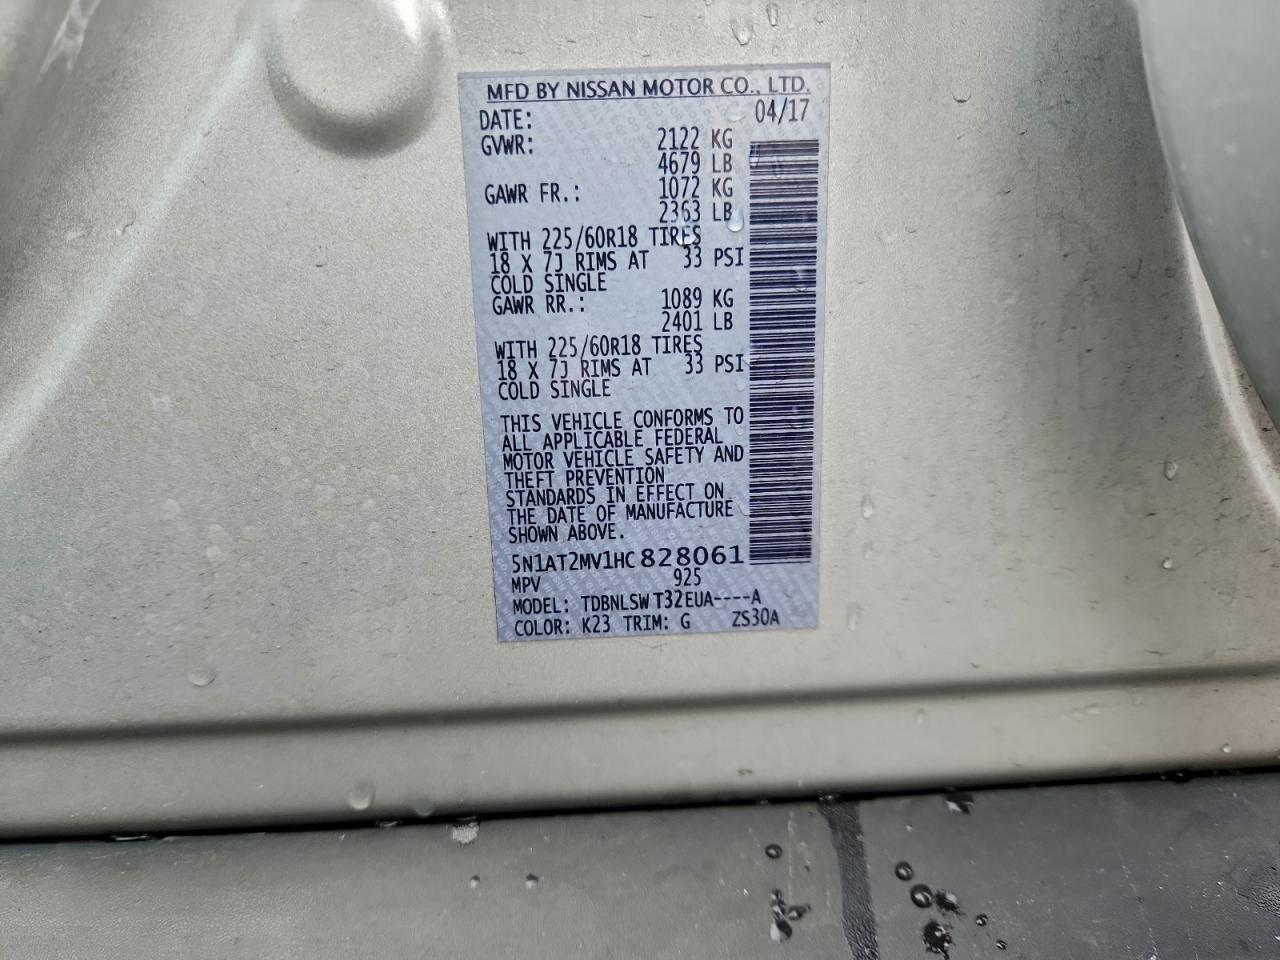 MFD BY NISSAN MOTOR CO., LTD.
DATE: 04/17
GVWR: 2122 KG
4679 LB
GAWR FR.: 1072 KG
2363 LB
WITH 225/60R18 TIRES
18 X 7J RIMS AT 33 PSI
COLD SINGLE
GAWR RR.: 1089 KG
2401 LB
WITH 225/60R18 TIRES
18 X 7J RIMS AT 33 PSI
COLD SINGLE
THIS VEHICLE CONFORMS TO
ALL APPLICABLE FEDERAL
MOTOR VEHICLE SAFETY AND
THEFT PREVENTION
STANDARDS IN EFFECT ON
THE DATE OF MANUFACTURE
SHOWN ABOVE.
5N1AT2MV1HC828061
MPV 925
MODEL: TDBNLSW T32EUA----A
COLOR: K23 TRIM: G ZS30A